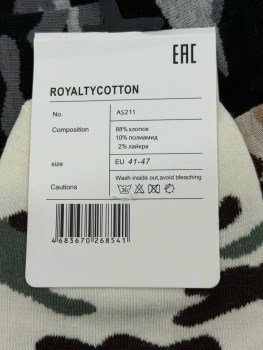 EAC
ROYALTYCOTTON
No. AS211
Composition 88% хлопок
10% полиамид
2% лайкра
size EU 41-47
Wash inside out,avoid bleaching
Cautions
4683670268541